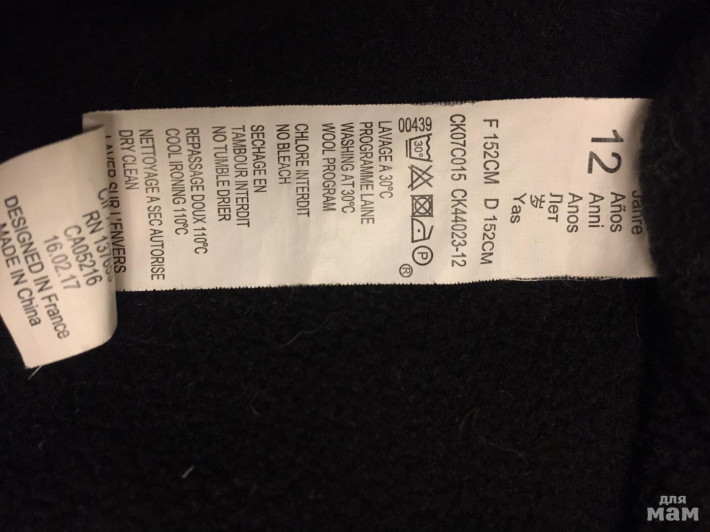 Jahre
12 Años
Anni
Anos
Лет
岁
Yas
F 152CM D 152CM
CK07C015 CK44023-12
00439
30°
P
®
LAVAGE A 30°C
PROGRAMME LAINE
WASHING AT 30°C
WOOL PROGRAM
CHLORE INTERDIT
NO BLEACH
SECHAGE EN
TAMBOUR INTERDIT
NO TUMBLE DRIER
REPASSAGE DOUX 110°C
COOL IRONING 110°C
NETTOYAGE A SEC AUTORISE
DRY CLEAN
LAVER SUR L'ENVERS
RN
CA05216
16.02.17
DESIGNED IN France
MADE IN China
для
мам